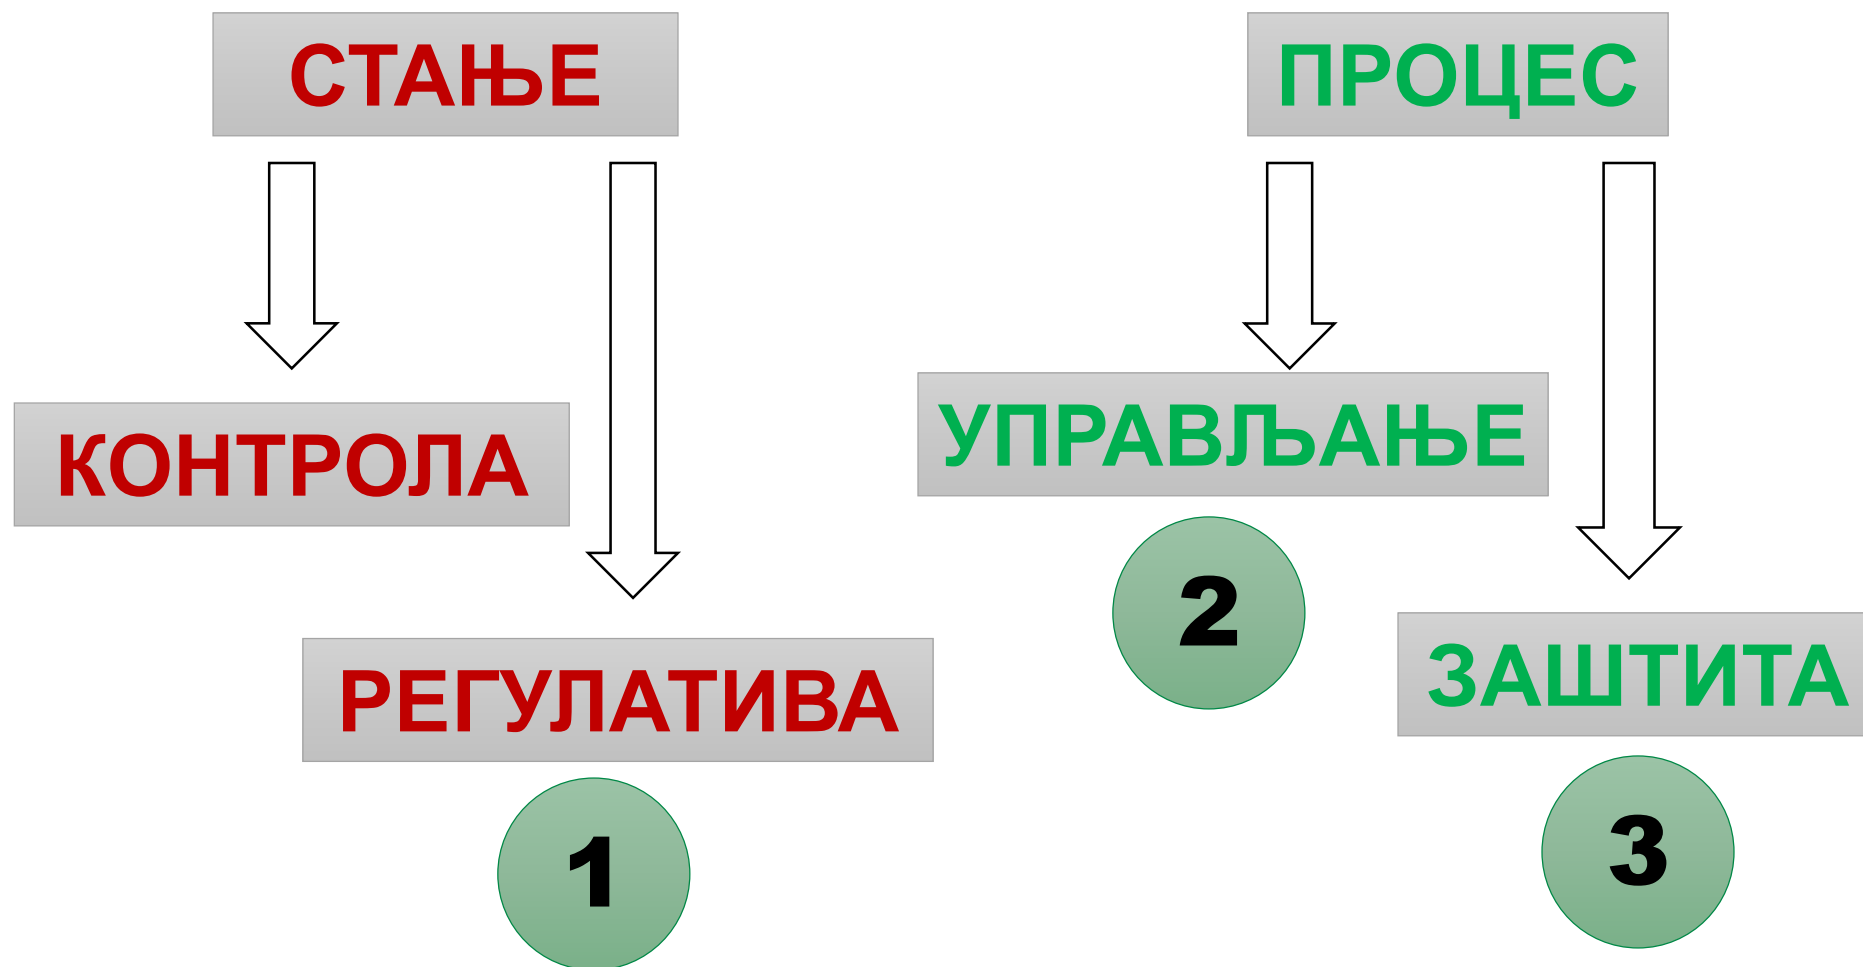 СТАЊЕ
КОНТРОЛА
РЕГУЛАТИВА
1
ПРОЦЕС
УПРАВЉАЊЕ
2
ЗАШТИТА
3